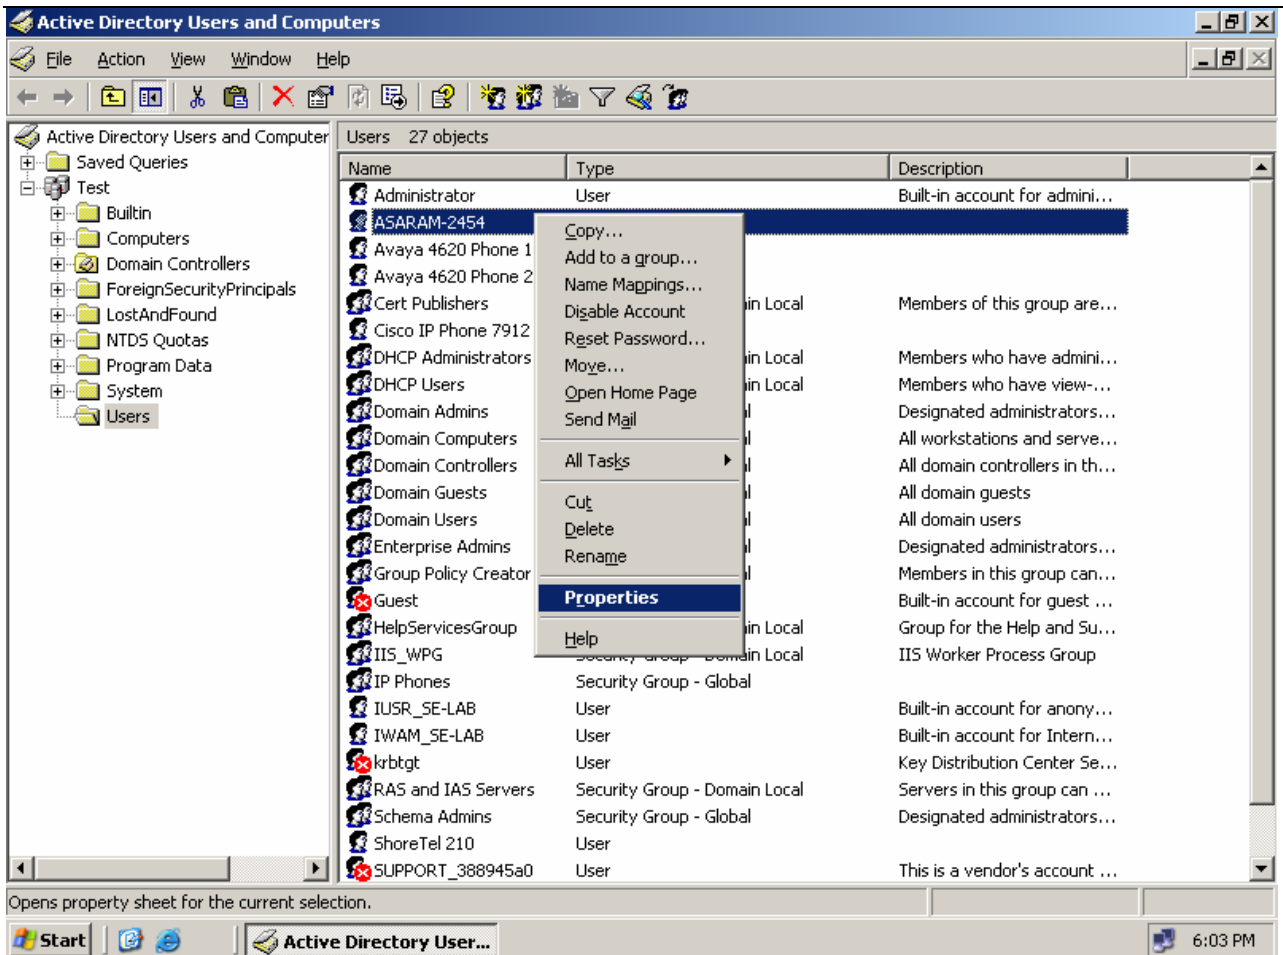 Active Directory Users and Computers
File Action View Window Help
Active Directory Users and Computer
Saved Queries
Test
Builtin
Computers
Domain Controllers
ForeignSecurityPrincipals
LostAndFound
NTDS Quotas
Program Data
System
Users
Users 27 objects
Name Type Description
Administrator User Built-in account for admini...
ASARAM-2454
Avaya 4620 Phone 1
Avaya 4620 Phone 2
Cert Publishers in Local Members of this group are...
Cisco IP Phone 7912
DHCP Administrators in Local Members who have admini...
DHCP Users in Local Members who have view-...
Domain Admins Designated administrators...
Domain Computers All workstations and serve...
Domain Controllers All domain controllers in th...
Domain Guests All domain guests
Domain Users All domain users
Enterprise Admins Designated administrators...
Group Policy Creator Members in this group can...
Guest Built-in account for guest ...
HelpServicesGroup in Local Group for the Help and Su...
IIS_WPG Security Group - Domain Local IIS Worker Process Group
IP Phones Security Group - Global
IUSR_SE-LAB User Built-in account for anony...
IWAM_SE-LAB User Built-in account for Intern...
krbtgt User Key Distribution Center Se...
RAS and IAS Servers Security Group - Domain Local Servers in this group can ...
Schema Admins Security Group - Global Designated administrators...
ShoreTel 210 User
SUPPORT_388945a0 User This is a vendor's account ...
Copy...
Add to a group...
Name Mappings...
Disable Account
Reset Password...
Move...
Open Home Page
Send Mail
All Tasks
Cut
Delete
Rename
Properties
Help
Opens property sheet for the current selection.
Start Active Directory User... 6:03 PM